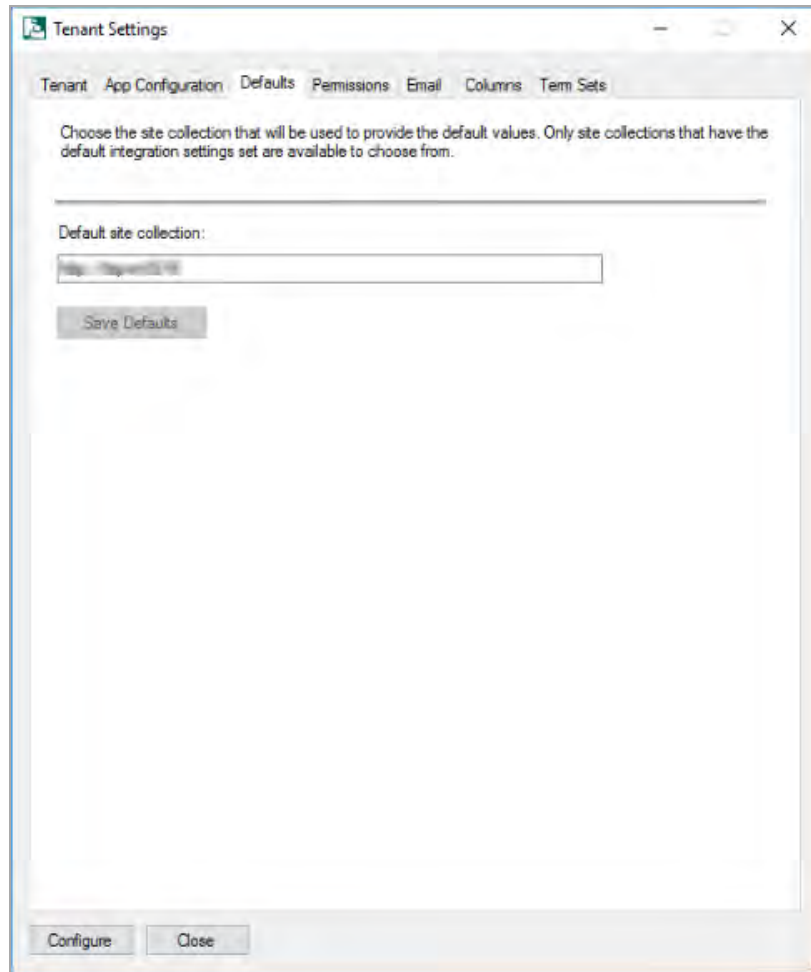 Tenant Settings
Tenant App Configuration Defaults Permissions Email Columns Term Sets
Choose the site collection that will be used to provide the default values. Only site collections that have the
default integration settings set are available to choose from.
Default site collection:
Save Defaults
Configure Close